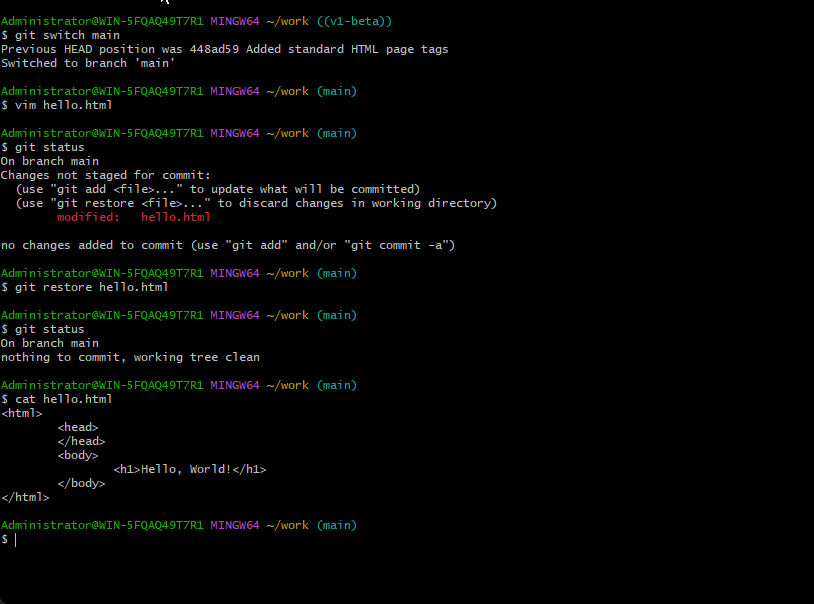 Administrator@WIN-5FQAQ49T7R1 MINGW64 ~/work ((v1-beta))
$ git switch main
Previous HEAD position was 448ad59 Added standard HTML page tags
Switched to branch 'main'

Administrator@WIN-5FQAQ49T7R1 MINGW64 ~/work (main)
$ vim hello.html

Administrator@WIN-5FQAQ49T7R1 MINGW64 ~/work (main)
$ git status
On branch main
Changes not staged for commit:
  (use "git add <file>..." to update what will be committed)
  (use "git restore <file>..." to discard changes in working directory)
        modified:   hello.html

no changes added to commit (use "git add" and/or "git commit -a")

Administrator@WIN-5FQAQ49T7R1 MINGW64 ~/work (main)
$ git restore hello.html

Administrator@WIN-5FQAQ49T7R1 MINGW64 ~/work (main)
$ git status
On branch main
nothing to commit, working tree clean

Administrator@WIN-5FQAQ49T7R1 MINGW64 ~/work (main)
$ cat hello.html
<html>
        <head>
        </head>
        <body>
                <h1>Hello, World!</h1>
        </body>
</html>

Administrator@WIN-5FQAQ49T7R1 MINGW64 ~/work (main)
$